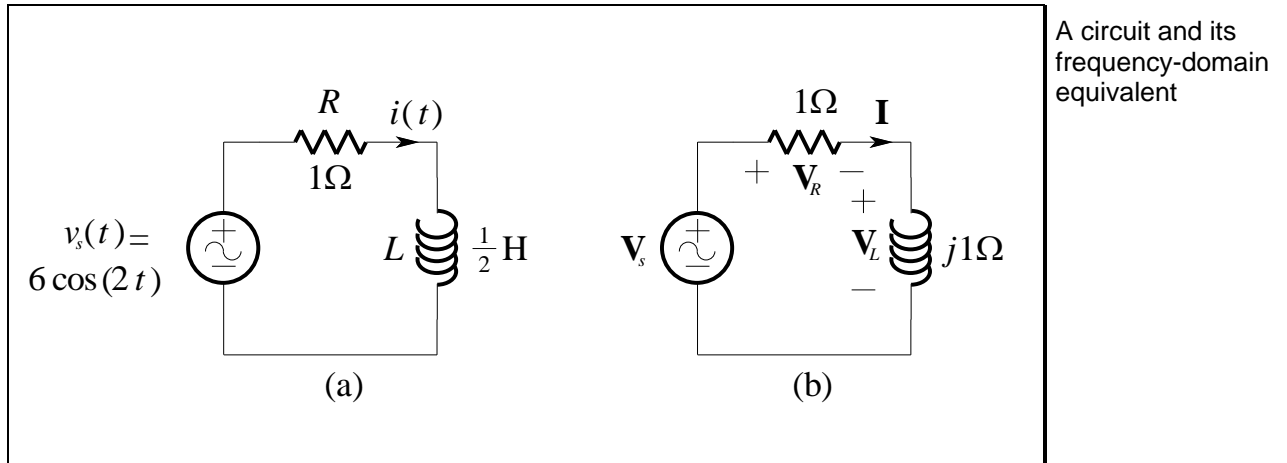 A circuit and its
frequency-domain
equivalent
R
i(t)
1Ω
v_s(t) =
6 cos(2t)
+
−
L
1/2 H
(a)
1Ω
I
+ V_R −
V_s
+
−
+
V_L
−
j1Ω
(b)